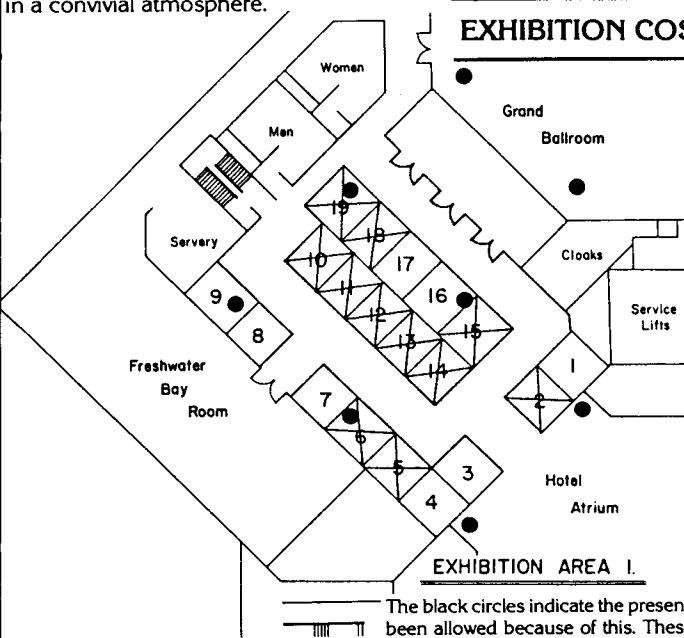 in a convivial atmosphere.
EXHIBITION COS
Women
Grand
Ballroom
Men
19
18
17
16
15
10
11
12
13
14
Servery
Cloaks
Service
Lifts
9
8
1
2
Freshwater
Bay
Room
7
6
5
3
4
Hotel
Atrium
EXHIBITION AREA I.
The black circles indicate the presen
been allowed because of this. Thes